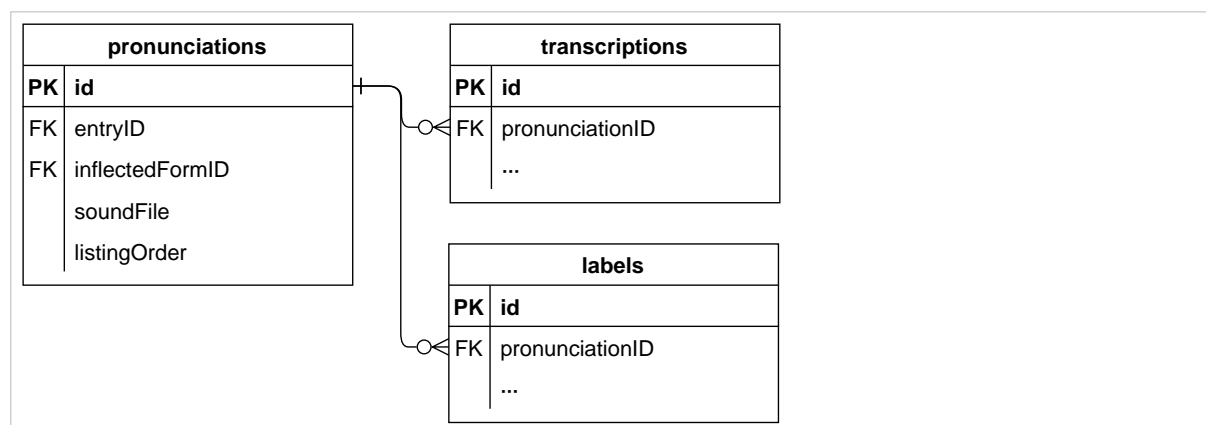 pronunciations
PK id
FK entryID
FK inflectedFormID
soundFile
listingOrder
transcriptions
PK id
FK pronunciationID
...
labels
PK id
FK pronunciationID
...